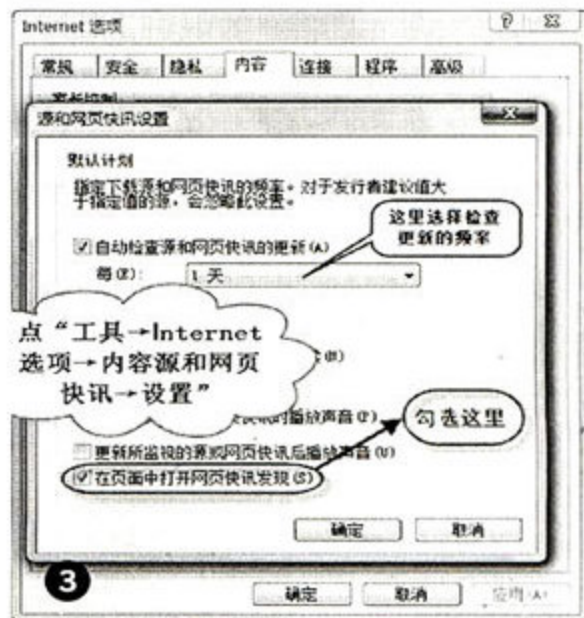 Internet 选项
常规 安全 隐私 内容 连接 程序 高级
源和网页快讯设置
默认计划
指定下载源和网页快讯的频率。对于发行者建议值大
于指定值的源,会忽略此设置。
这里选择检查
更新的频率
自动检查源和网页快讯的更新(A)
每(E): 1 天
点“工具→Internet
选项→内容源和网页
快讯→设置”
播放声音(P)
勾选这里
更新所监视的源或网页快讯后播放声音(U)
在页面中打开网页快讯发现(S)
确定 取消
3
确定 取消 应用(A)